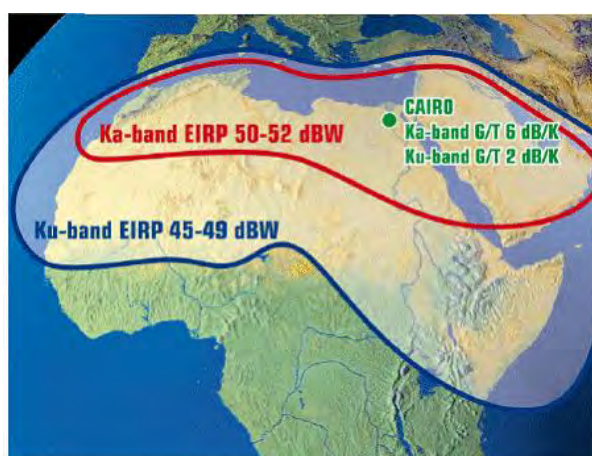 CAIRO
Ka-band G/T 6 dB/K
Ku-band G/T 2 dB/K
Ka-band EIRP 50-52 dBW
Ku-band EIRP 45-49 dBW